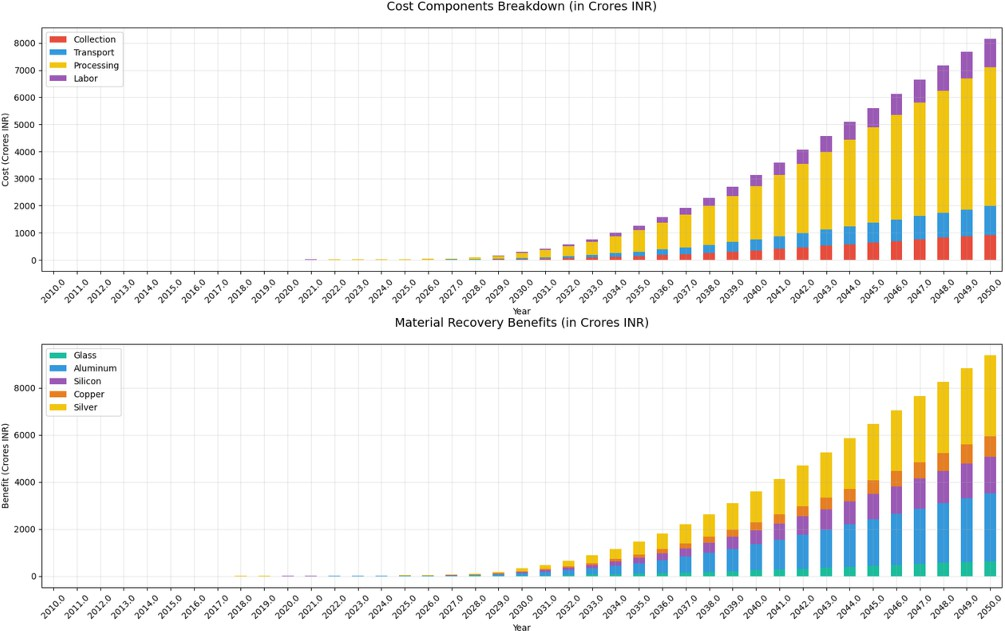 Cost Components Breakdown (in Crores INR)
Collection
Transport
Processing
Labor
8000
7000
6000
5000
4000
3000
2000
1000
0
Cost (Crores INR)
2010.0 2011.0 2012.0 2013.0 2014.0 2015.0 2016.0 2017.0 2018.0 2019.0 2020.0 2021.0 2022.0 2023.0 2024.0 2025.0 2026.0 2027.0 2028.0 2029.0 2030.0 2031.0 2032.0 2033.0 2034.0 2035.0 2036.0 2037.0 2038.0 2039.0 2040.0 2041.0 2042.0 2043.0 2044.0 2045.0 2046.0 2047.0 2048.0 2049.0 2050.0
Year
Material Recovery Benefits (in Crores INR)
Glass
Aluminum
Silicon
Copper
Silver
8000
6000
4000
2000
0
Benefit (Crores INR)
2010.0 2011.0 2012.0 2013.0 2014.0 2015.0 2016.0 2017.0 2018.0 2019.0 2020.0 2021.0 2022.0 2023.0 2024.0 2025.0 2026.0 2027.0 2028.0 2029.0 2030.0 2031.0 2032.0 2033.0 2034.0 2035.0 2036.0 2037.0 2038.0 2039.0 2040.0 2041.0 2042.0 2043.0 2044.0 2045.0 2046.0 2047.0 2048.0 2049.0 2050.0
Year